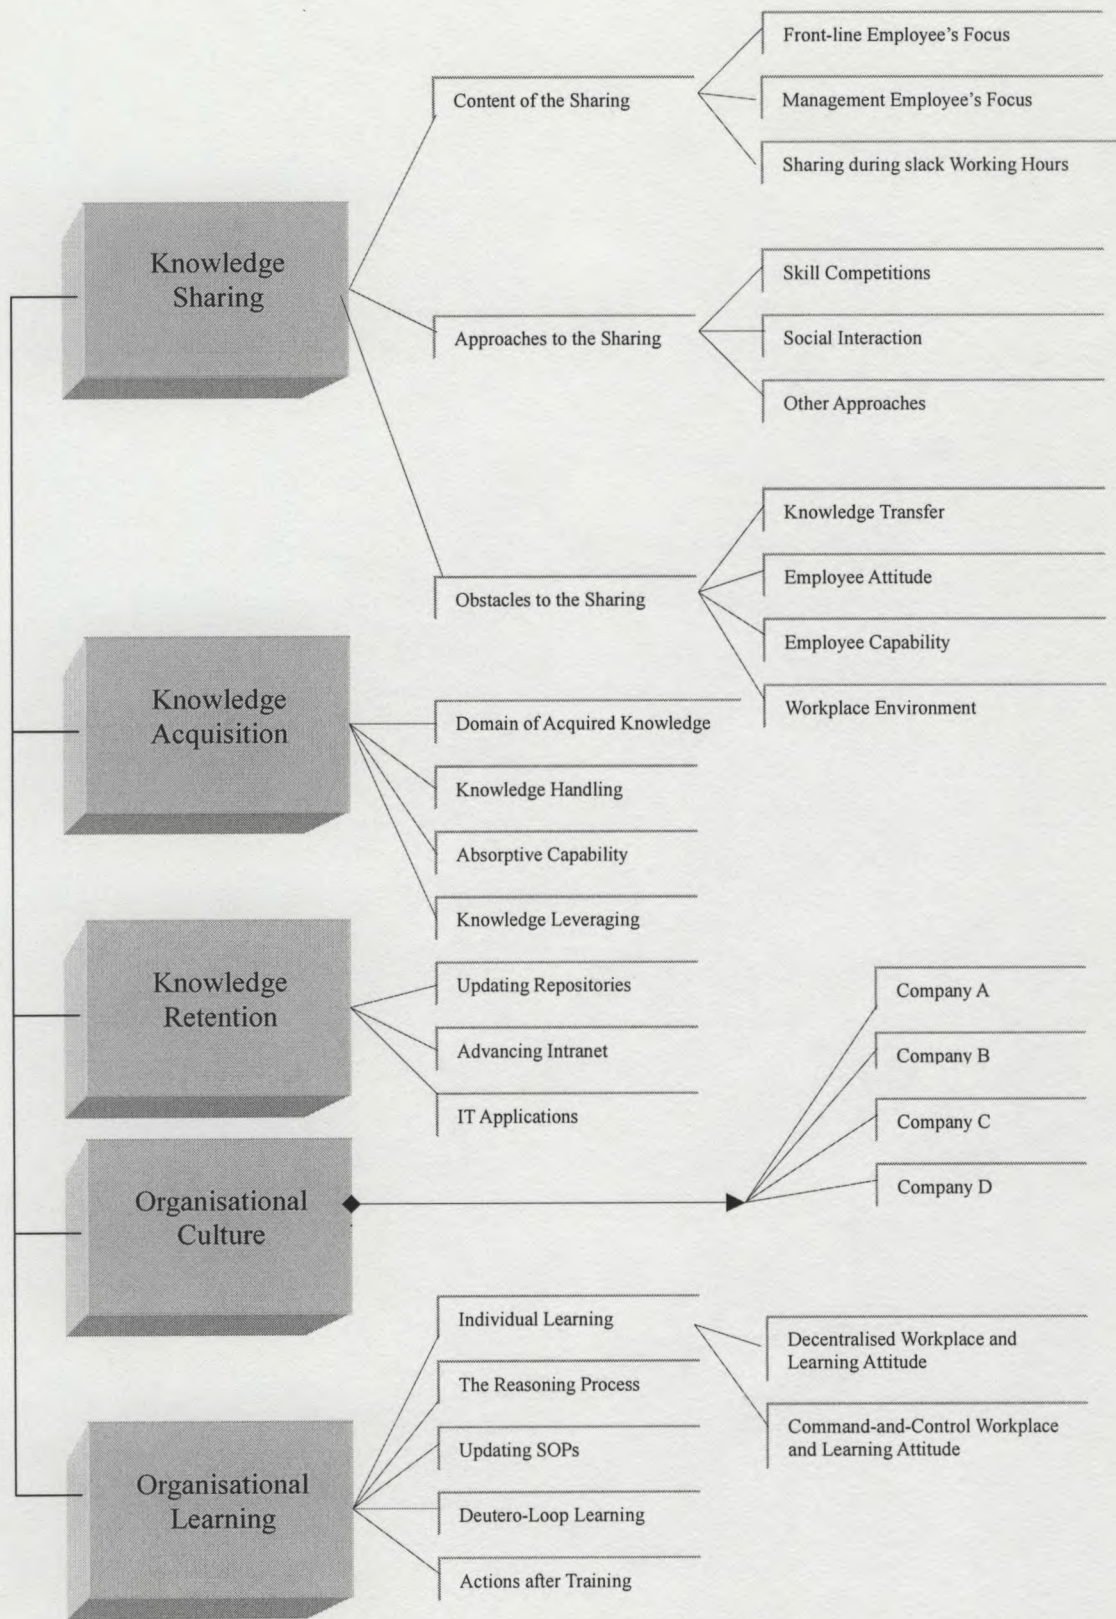 Knowledge
Sharing
Content of the Sharing
Front-line Employee's Focus
Management Employee's Focus
Sharing during slack Working Hours
Approaches to the Sharing
Skill Competitions
Social Interaction
Other Approaches
Obstacles to the Sharing
Knowledge Transfer
Employee Attitude
Employee Capability
Workplace Environment
Knowledge
Acquisition
Domain of Acquired Knowledge
Knowledge Handling
Absorptive Capability
Knowledge Leveraging
Knowledge
Retention
Updating Repositories
Advancing Intranet
IT Applications
Organisational
Culture
Company A
Company B
Company C
Company D
Organisational
Learning
Individual Learning
Decentralised Workplace and
Learning Attitude
Command-and-Control Workplace
and Learning Attitude
The Reasoning Process
Updating SOPs
Deutero-Loop Learning
Actions after Training